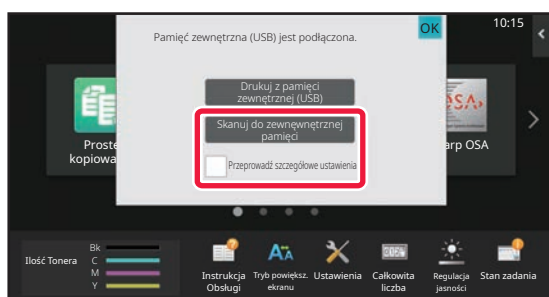 10:15
Pamięć zewnętrzna (USB) jest podłączona.
OK
Drukuj z pamięci
zewnętrznej (USB)
Skanuj do zewnęwnętrznej
pamięci
Przeprowadź szczegółowe ustawienia
Proste
kopiowa
OSA
arp OSA
Ilość Tonera
Bk
C
M
Y
Instrukcja
Obsługi
Tryb powiększ.
ekranu
Ustawienia
Całkowita
liczba
Regulacja
jasności
Stan zadania